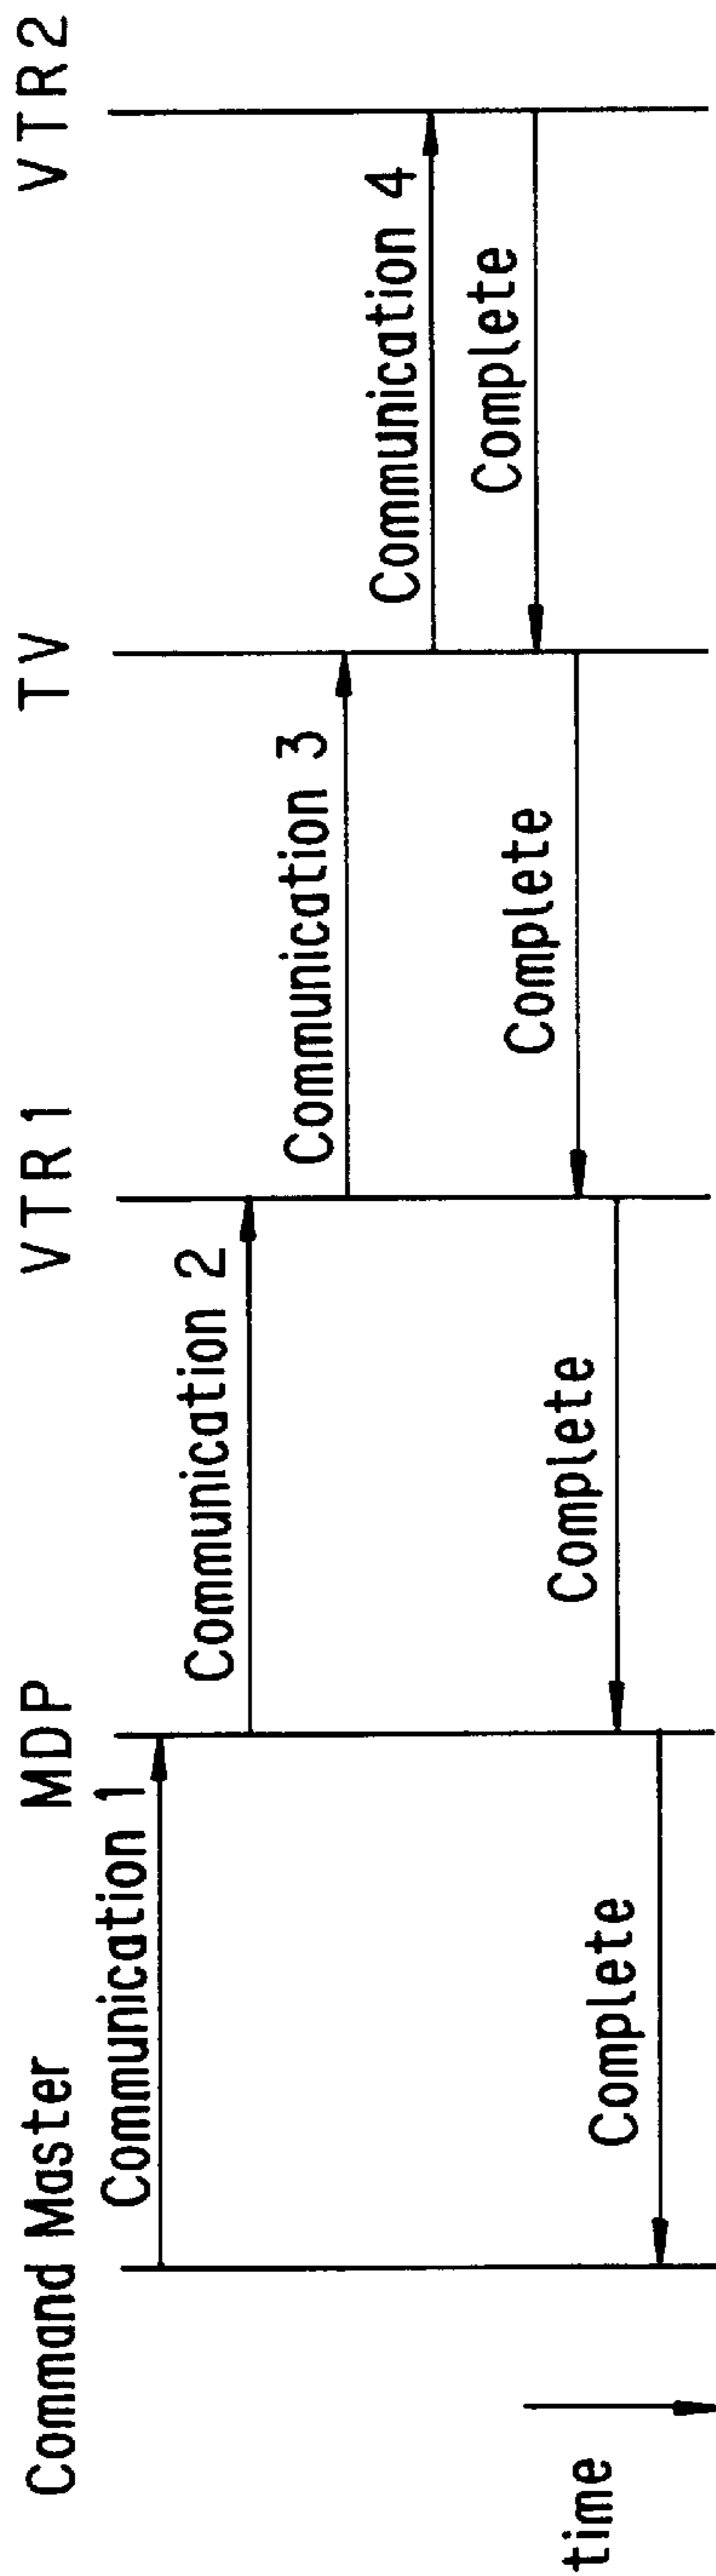 Command Master
MDP
VTR1
TV
VTR2
Communication 1
Communication 2
Communication 3
Communication 4
Complete
Complete
Complete
Complete
time